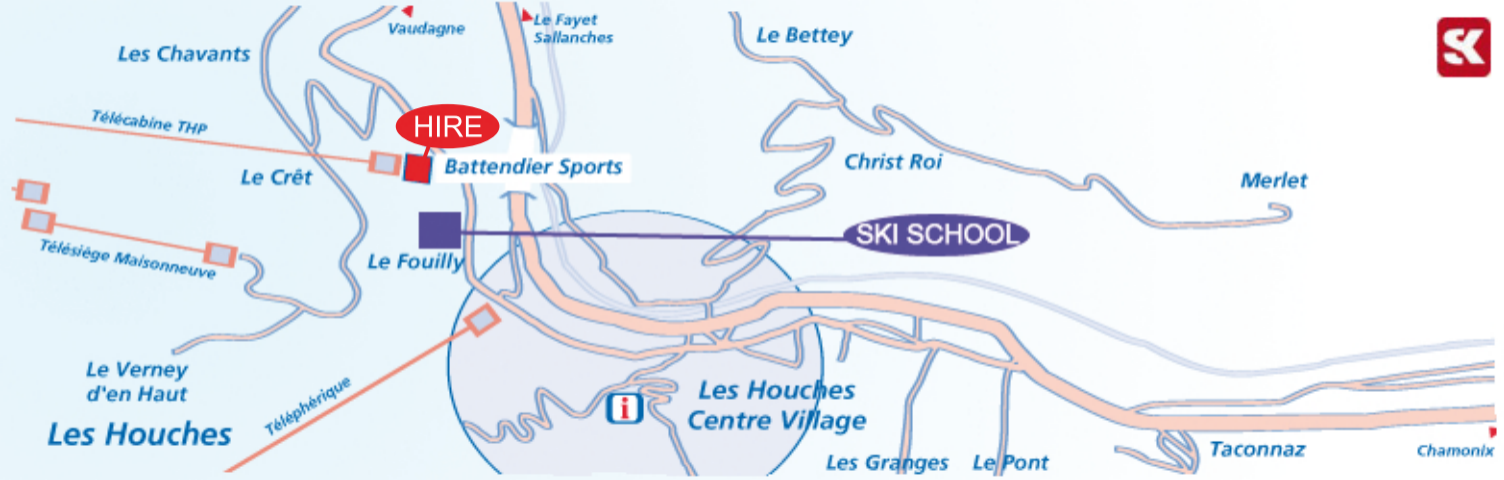 Vaudagne
Le Fayet
Sallanches
Le Bettey
SK
Les Chavants
Télécabine THP
HIRE
Battendier Sports
Christ Roi
Le Crêt
Merlet
SKI SCHOOL
Télésiège Maisonneuve
Le Fouilly
Le Verney
d'en Haut
Téléphérique
i
Les Houches
Centre Village
Les Houches
Les Granges
Le Pont
Taconnaz
Chamonix